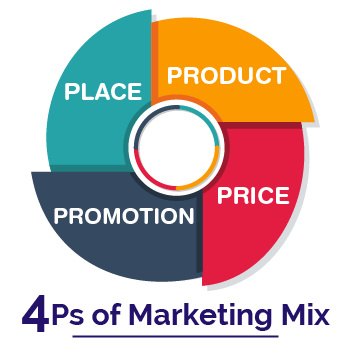 PLACE
PRODUCT
PROMOTION
PRICE
4Ps of Marketing Mix